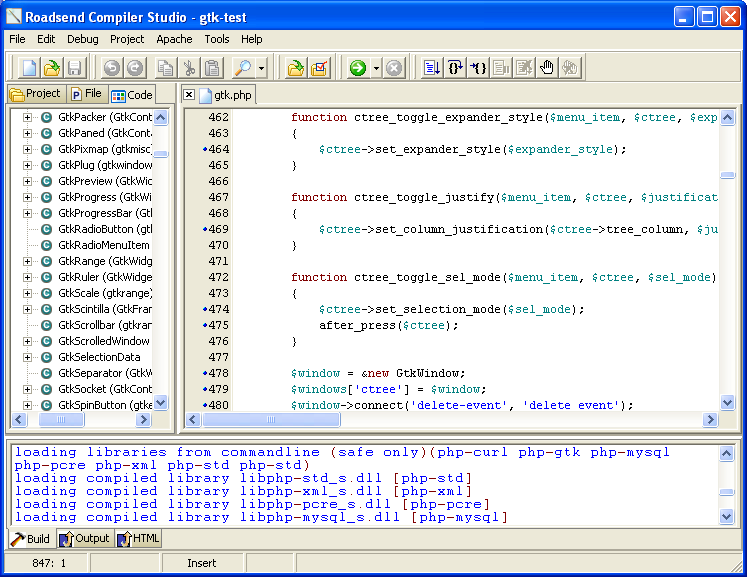 Roadsend Compiler Studio - gtk-test
File Edit Debug Project Apache Tools Help
Project File Code
gtk.php
GtkPacker (GtkCont
GtkPaned (GtkConta
GtkPixmap (gtkmisc
GtkPlug (gtkwindow
GtkPreview (GtkWid
GtkProgress (GtkWi
GtkProgressBar (gtl
GtkRadioButton (gtl
GtkRadioMenuItem
GtkRange (GtkWidg
GtkRuler (GtkWidge
GtkScale (gtkrange)
GtkScintilla (GtkFran
GtkScrollbar (gtkran
GtkScrolledWindow
GtkSelectionData
GtkSeparator (GtkW
GtkSocket (GtkCont
GtkSpinButton (gtke
462 function ctree_toggle_expander_style($menu_item, $ctree, $exp
463 {
464 $ctree->set_expander_style($expander_style);
465 }
466
467 function ctree_toggle_justify($menu_item, $ctree, $justificat
468 {
469 $ctree->set_column_justification($ctree->tree_column, $ju
470 }
471
472 function ctree_toggle_sel_mode($menu_item, $ctree, $sel_mode)
473 {
474 $ctree->set_selection_mode($sel_mode);
475 after_press($ctree);
476 }
477
478 $window = &new GtkWindow;
479 $windows['ctree'] = $window;
480 $window->connect('delete-event', 'delete_event');
loading libraries from commandline (safe only)(php-curl php-gtk php-mysql
php-pcre php-xml php-std php-std)
loading compiled library libphp-std_s.dll [php-std]
loading compiled library libphp-xml_s.dll [php-xml]
loading compiled library libphp-pcre_s.dll [php-pcre]
loading compiled library libphp-mysql_s.dll [php-mysql]
Build Output HTML
847: 1 Insert